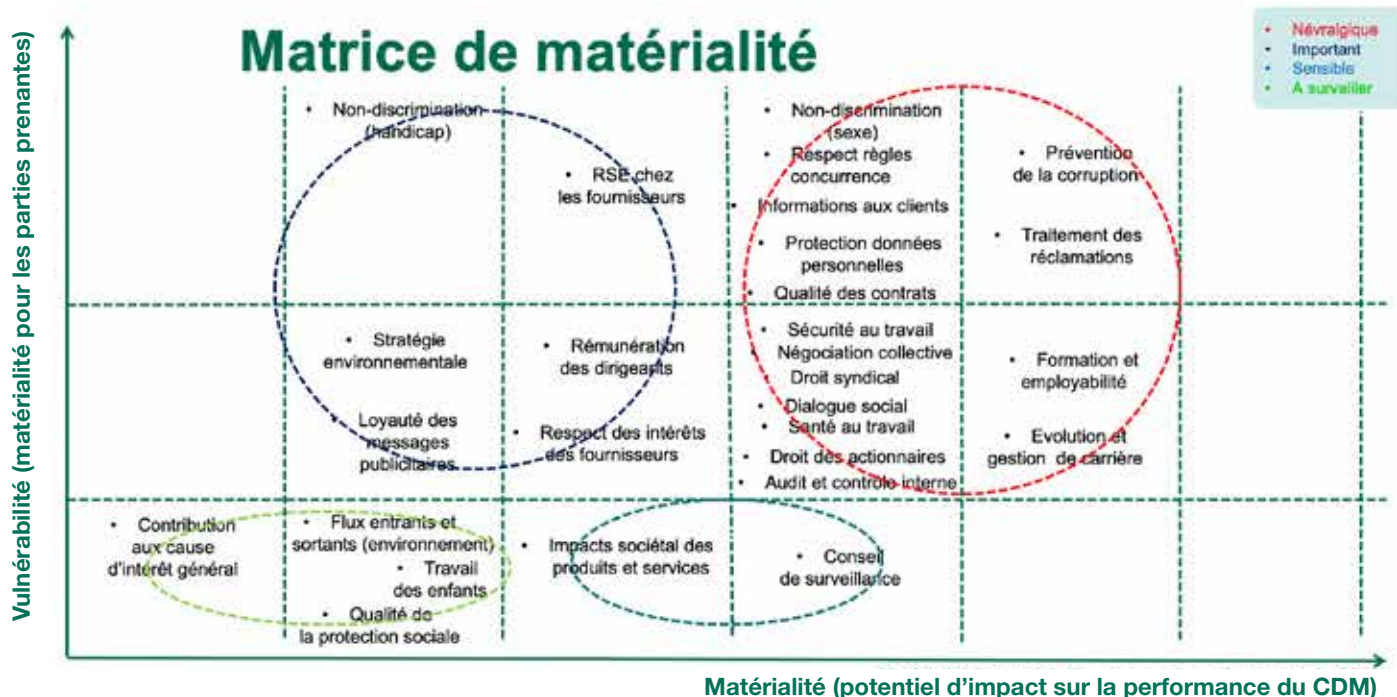 Matrice de matérialité
• Névralgique
• Important
• Sensible
• A surveiller
Vulnérabilité (matérialité pour les parties prenantes)
• Non-discrimination
(handicap)
• RSE chez
les fournisseurs
• Non-discrimination
(sexe)
• Respect règles
concurrence
• Informations aux clients
• Protection données
personnelles
• Qualité des contrats
• Prévention
de la corruption
• Traitement des
réclamations
• Stratégie
environnementale
• Loyauté des
messages
publicitaires
• Rémunération
des dirigeants
• Respect des intérêts
des fournisseurs
• Sécurité au travail
• Négociation collective
Droit syndical
• Dialogue social
• Santé au travail
• Droit des actionnaires
• Audit et contrôle interne
• Formation et
employabilité
• Evolution et
gestion de carrière
• Contribution
aux cause
d'intérêt général
• Flux entrants et
sortants (environnement)
• Travail
des enfants
• Qualité de
la protection sociale
• Impacts sociétal des
produits et services
• Conseil
de surveillance
Matérialité (potentiel d'impact sur la performance du CDM)